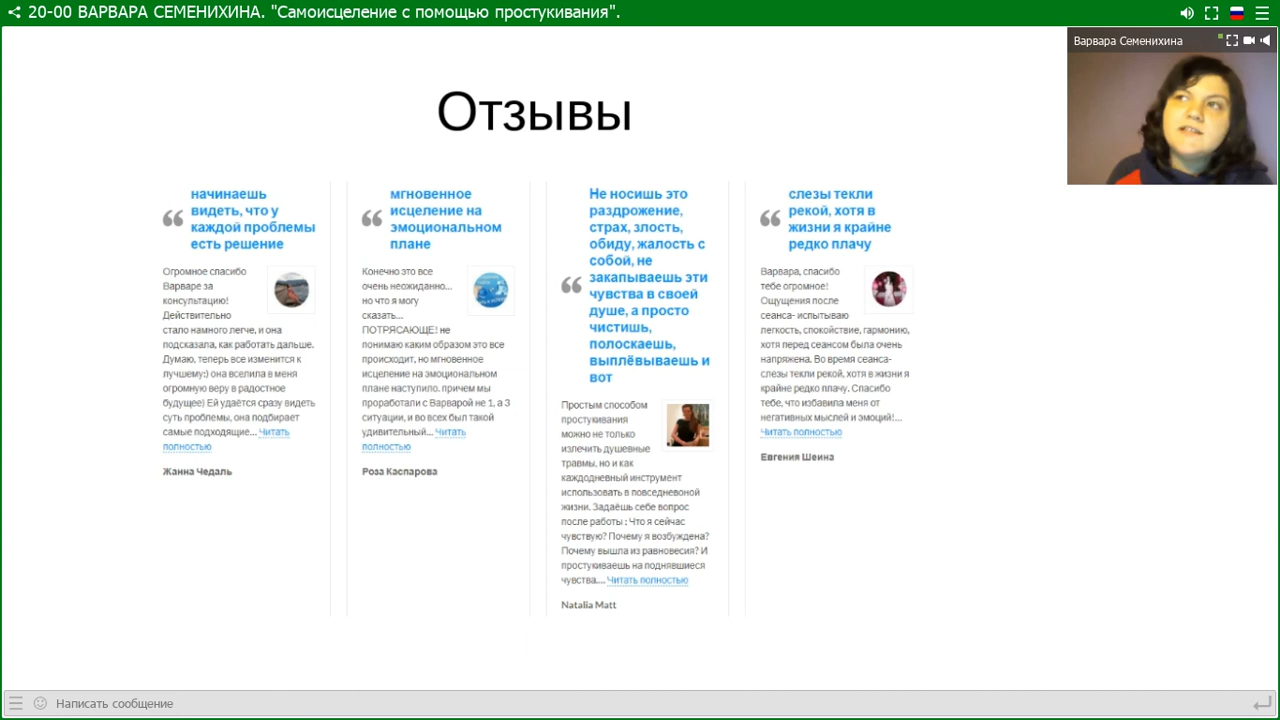 20-00 ВАРВАРА СЕМЕНИХИНА. "Самоисцеление с помощью простукивания".
Варвара Семенихина
Отзывы
начинаешь
видеть, что у
каждой проблемы
есть решение
Огромное спасибо
Варваре за
консультацию!
Действительно
стало намного легче, и она
подсказала, как работать дальше.
Думаю, теперь все изменится к
лучшему:) она вселила в меня
огромную веру в радостное
будущее) Ей удаётся сразу видеть
суть проблемы, она подбирает
самые подходящие... Читать
полностью
Жанна Чедаль
мгновенное
исцеление на
эмоциональном
плане
Конечно это все
очень неожиданно...
но что я могу
сказать...
ПОТРЯСАЮЩЕ! не
понимаю каким образом это все
происходит, но мгновенное
исцеление на эмоциональном
плане наступило. причем мы
проработали с Варварой не 1, а 3
ситуации, и во всех был такой
удивительный... Читать
полностью
Роза Каспарова
Не носишь это
раздрожение,
страх, злость,
обиду, жалость с
собой, не
закапываешь эти
чувства в своей
душе, а просто
чистишь,
полоскаешь,
выплёвываешь и
вот
Простым способом
простукивания
можно не только
излечить душевные
травмы, но и как
каждодневный инструмент
использовать в повседневоной
жизни. Задаёшь себе вопрос
после работы : Что я сейчас
чувствую? Почему я возбуждена?
Почему вышла из равновесия? И
простукиваешь на поднявшиеся
чувства.... Читать полностью
Natalia Matt
слезы текли
рекой, хотя в
жизни я крайне
редко плачу
Варвара, спасибо
тебе огромное!
Ощущения после
сеанса- испытываю
легкость, спокойствие, гармонию,
хотя перед сеансом была очень
напряжена. Во время сеанса-
слезы текли рекой, хотя в жизни я
крайне редко плачу. Спасибо
тебе, что избавила меня от
негативных мыслей и эмоций!...
Читать полностью
Евгения Шеина
Написать сообщение